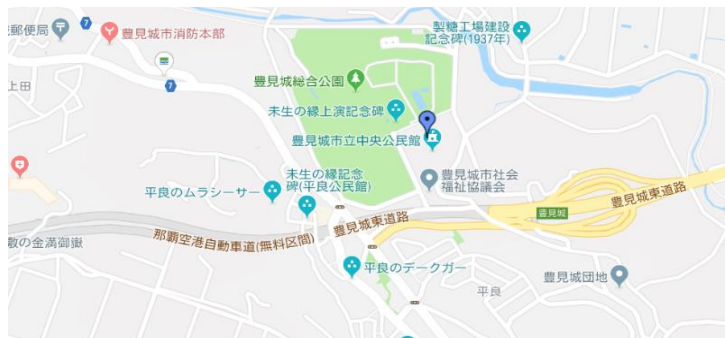 郵便局
7
豊見城市消防本部
製糖工場建設
記念碑(1937年)
上田
7
豊見城総合公園
未生の縁上演記念碑
豊見城市立中央公民館
未生の縁記念
碑(平良公民館)
平良のムラシーサー
豊見城市社会
福祉協議会
豊見城
豊見城東道路
豊見城東道路
那覇空港自動車道(無料区間)
の金満御嶽
平良のデークガー
平良
豊見城団地